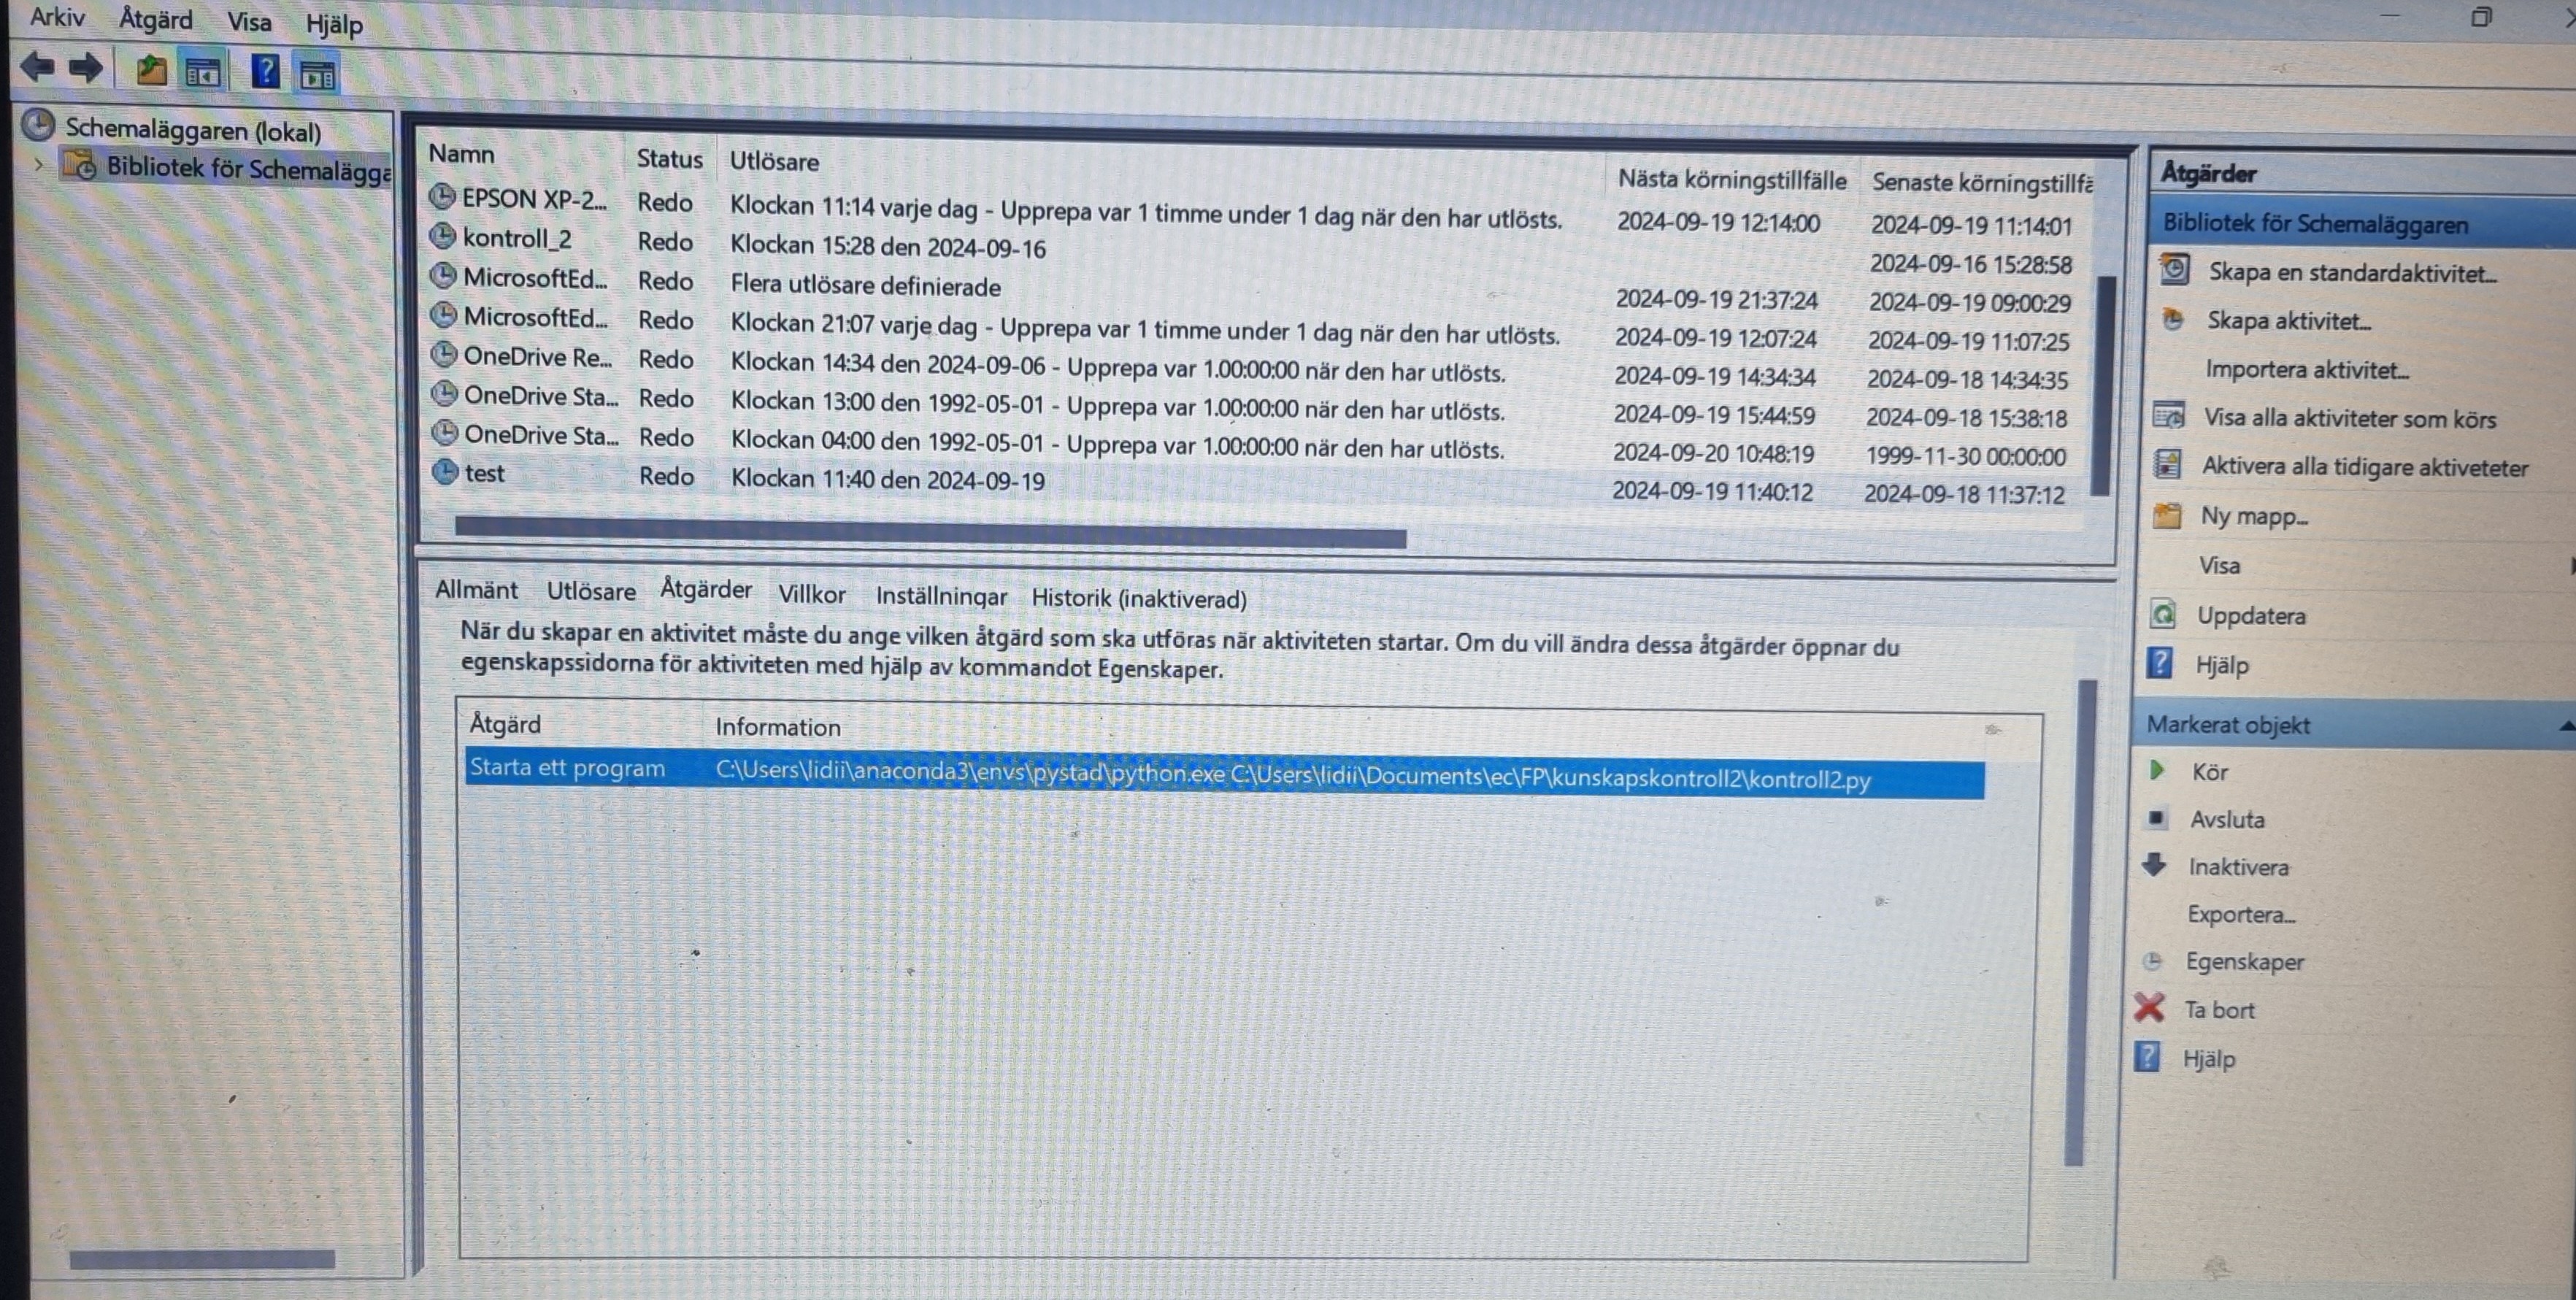 Arkiv Åtgärd Visa Hjälp
Schemaläggaren (lokal)
Bibliotek för Schemalägga
Namn Status Utlösare Nästa körningstillfälle Senaste körningstillfä
EPSON XP-2... Redo Klockan 11:14 varje dag - Upprepa var 1 timme under 1 dag när den har utlösts. 2024-09-19 12:14:00 2024-09-19 11:14:01
kontroll_2 Redo Klockan 15:28 den 2024-09-16 2024-09-16 15:28:58
MicrosoftEd... Redo Flera utlösare definierade 2024-09-19 21:37:24 2024-09-19 09:00:29
MicrosoftEd... Redo Klockan 21:07 varje dag - Upprepa var 1 timme under 1 dag när den har utlösts. 2024-09-19 12:07:24 2024-09-19 11:07:25
OneDrive Re... Redo Klockan 14:34 den 2024-09-06 - Upprepa var 1.00:00:00 när den har utlösts. 2024-09-19 14:34:34 2024-09-18 14:34:35
OneDrive Sta... Redo Klockan 13:00 den 1992-05-01 - Upprepa var 1.00:00:00 när den har utlösts. 2024-09-19 15:44:59 2024-09-18 15:38:18
OneDrive Sta... Redo Klockan 04:00 den 1992-05-01 - Upprepa var 1.00:00:00 när den har utlösts. 2024-09-20 10:48:19 1999-11-30 00:00:00
test Redo Klockan 11:40 den 2024-09-19 2024-09-19 11:40:12 2024-09-18 11:37:12
Allmänt Utlösare Åtgärder Villkor Inställningar Historik (inaktiverad)
När du skapar en aktivitet måste du ange vilken åtgärd som ska utföras när aktiviteten startar. Om du vill ändra dessa åtgärder öppnar du
egenskapssidorna för aktiviteten med hjälp av kommandot Egenskaper.
Åtgärd Information
Starta ett program C:\Users\lidii\anaconda3\envs\pystad\python.exe C:\Users\lidii\Documents\ec\FP\kunskapskontroll2\kontroll2.py
Åtgärder
Bibliotek för Schemaläggaren
Skapa en standardaktivitet...
Skapa aktivitet...
Importera aktivitet...
Visa alla aktiviteter som körs
Aktivera alla tidigare aktiveteter
Ny mapp...
Visa
Uppdatera
Hjälp
Markerat objekt
Kör
Avsluta
Inaktivera
Exportera...
Egenskaper
Ta bort
Hjälp